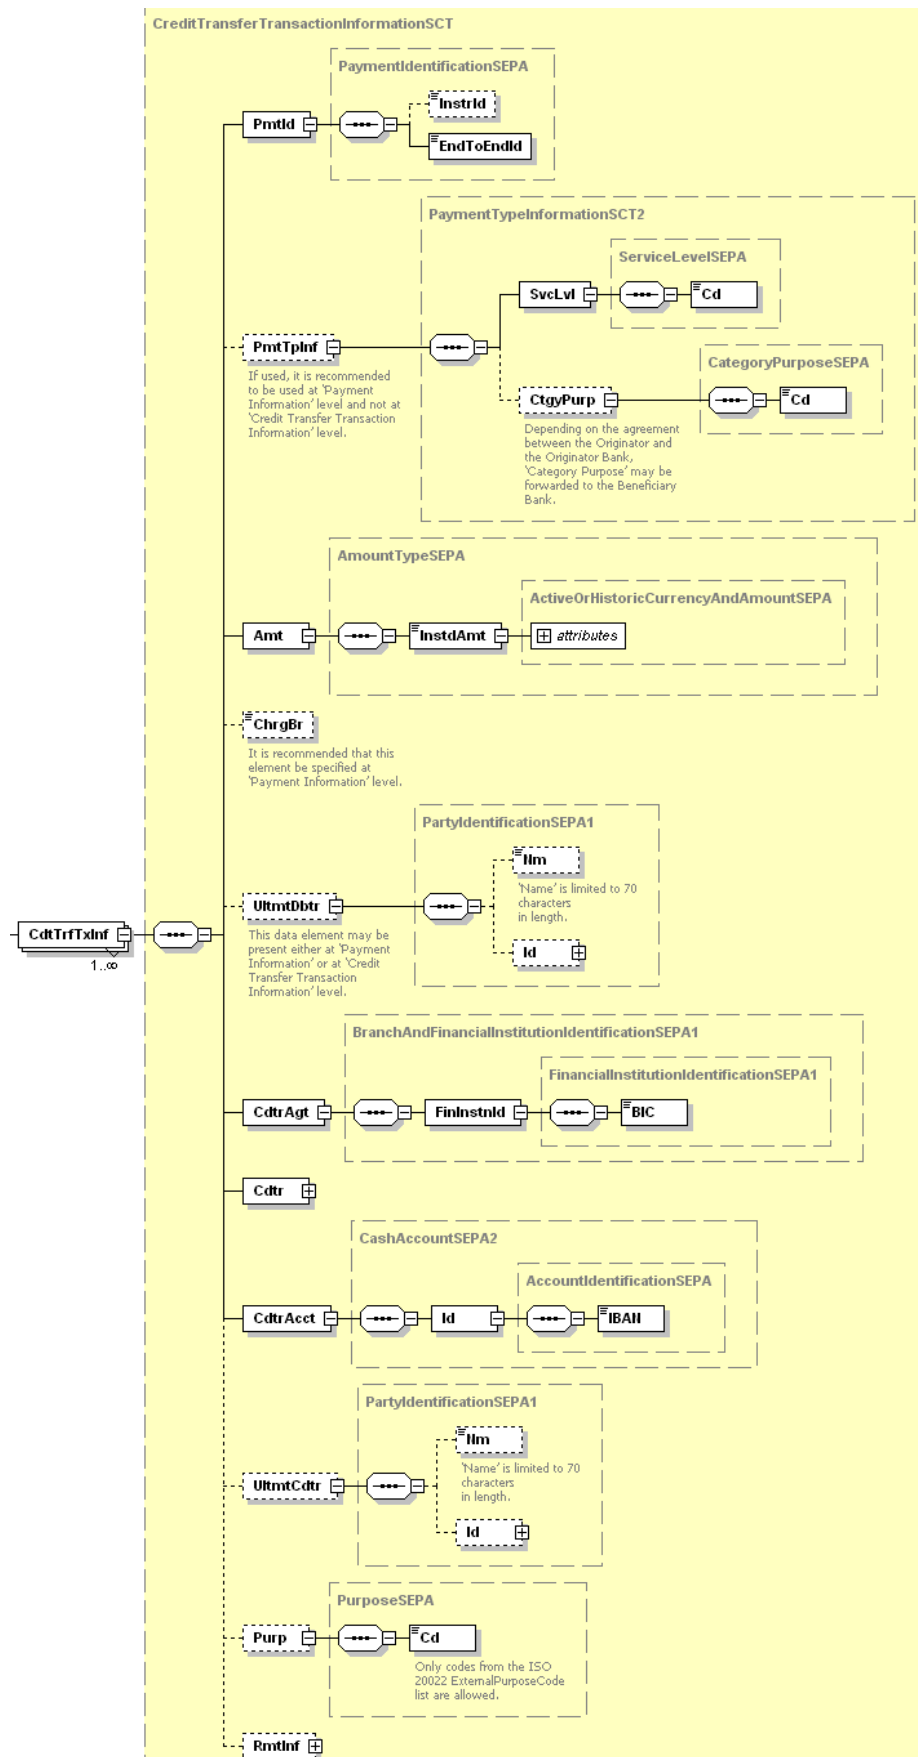 CreditTransferTransactionInformationSCT
PaymentIdentificationSEPA
InstrId
PmtId
EndToEndId
PaymentTypeInformationSCT2
ServiceLevelSEPA
SvcLvl
Cd
PmtTpInf
If used, it is recommended
to be used at 'Payment
Information' level and not at
'Credit Transfer Transaction
Information' level.
CategoryPurposeSEPA
CtgyPurp
Cd
Depending on the agreement
between the Originator and
the Originator Bank,
'Category Purpose' may be
forwarded to the Beneficiary
Bank.
AmountTypeSEPA
ActiveOrHistoricCurrencyAndAmountSEPA
Amt
InstdAmt
attributes
ChrgBr
It is recommended that this
element be specified at
'Payment Information' level.
PartyIdentificationSEPA1
Nm
'Name' is limited to 70
characters
in length.
UltmtDbtr
This data element may be
present either at 'Payment
Information' or at 'Credit
Transfer Transaction
Information' level.
Id
CdtTrfTxInf
1..∞
BranchAndFinancialInstitutionIdentificationSEPA1
FinancialInstitutionIdentificationSEPA1
CdtrAgt
FinInstnId
BIC
Cdtr
CashAccountSEPA2
AccountIdentificationSEPA
CdtrAcct
Id
IBAN
PartyIdentificationSEPA1
Nm
'Name' is limited to 70
characters
in length.
UltmtCdtr
Id
PurposeSEPA
Purp
Cd
Only codes from the ISO
20022 ExternalPurposeCode
list are allowed.
RmtInf